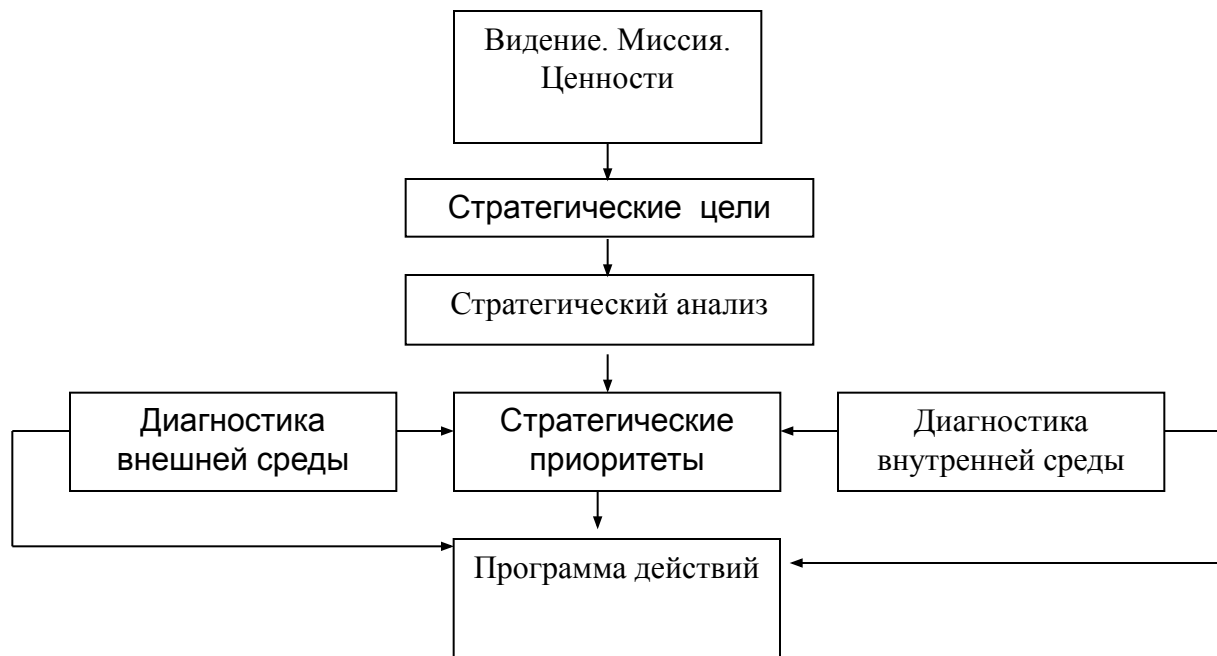 Видение. Миссия.
Ценности
Стратегические цели
Стратегический анализ
Диагностика
внешней среды
Стратегические
приоритеты
Диагностика
внутренней среды
Программа действий